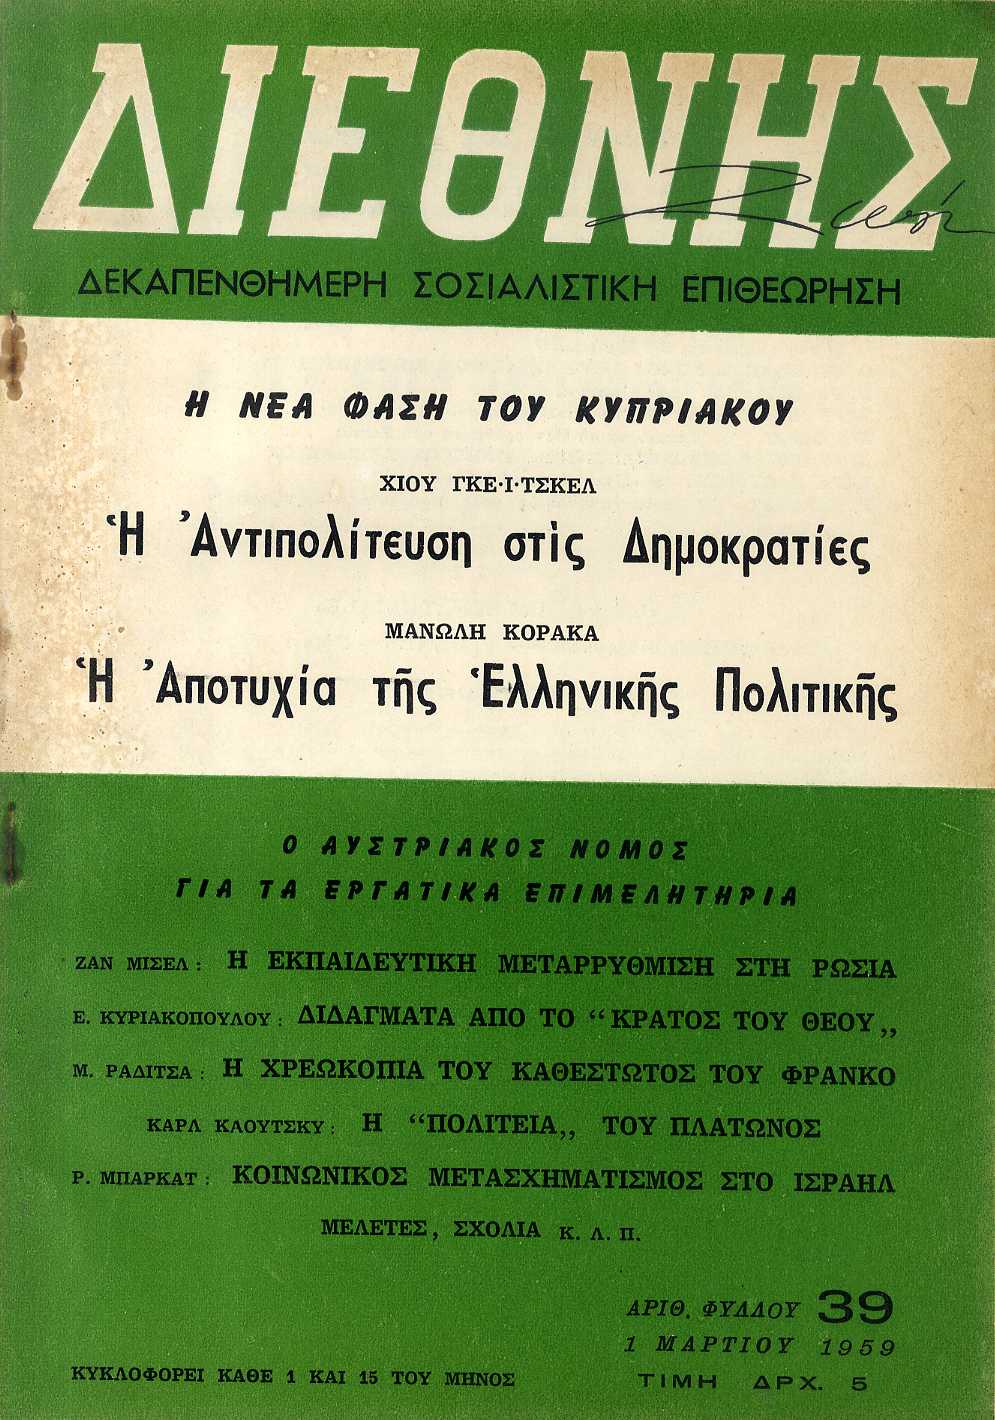 ΔΙΕΘΝΗΣ
ΔΕΚΑΠΕΝΘΗΜΕΡΗ ΣΟΣΙΑΛΙΣΤΙΚΗ ΕΠΙΘΕΩΡΗΣΗ
Η ΝΕΑ ΦΑΣΗ ΤΟΥ ΚΥΠΡΙΑΚΟΥ
ΧΙΟΥ ΓΚΕ·Ι·ΤΣΚΕΛ
Ἡ Ἀντιπολίτευση στὶς Δημοκρατίες
ΜΑΝΩΛΗ ΚΟΡΑΚΑ
Ἡ Ἀποτυχία τῆς Ἑλληνικῆς Πολιτικῆς
Ο ΑΥΣΤΡΙΑΚΟΣ ΝΟΜΟΣ
ΓΙΑ ΤΑ ΕΡΓΑΤΙΚΑ ΕΠΙΜΕΛΗΤΗΡΙΑ
ΖΑΝ ΜΙΣΕΛ : Η ΕΚΠΑΙΔΕΥΤΙΚΗ ΜΕΤΑΡΡΥΘΜΙΣΗ ΣΤΗ ΡΩΣΙΑ
Ε. ΚΥΡΙΑΚΟΠΟΥΛΟΥ : ΔΙΔΑΓΜΑΤΑ ΑΠΟ ΤΟ “ΚΡΑΤΟΣ ΤΟΥ ΘΕΟΥ„
Μ. ΡΑΔΙΤΣΑ : Η ΧΡΕΩΚΟΠΙΑ ΤΟΥ ΚΑΘΕΣΤΩΤΟΣ ΤΟΥ ΦΡΑΝΚΟ
ΚΑΡΛ ΚΑΟΥΤΣΚΥ : Η “ΠΟΛΙΤΕΙΑ„ ΤΟΥ ΠΛΑΤΩΝΟΣ
Ρ. ΜΠΑΡΚΑΤ : ΚΟΙΝΩΝΙΚΟΣ ΜΕΤΑΣΧΗΜΑΤΙΣΜΟΣ ΣΤΟ ΙΣΡΑΗΛ
ΜΕΛΕΤΕΣ, ΣΧΟΛΙΑ Κ. Λ. Π.
ΑΡΙΘ. ΦΥΛΛΟΥ 39
1 ΜΑΡΤΙΟΥ 1959
ΚΥΚΛΟΦΟΡΕΙ ΚΑΘΕ 1 ΚΑΙ 15 ΤΟΥ ΜΗΝΟΣ
ΤΙΜΗ ΔΡΧ. 5